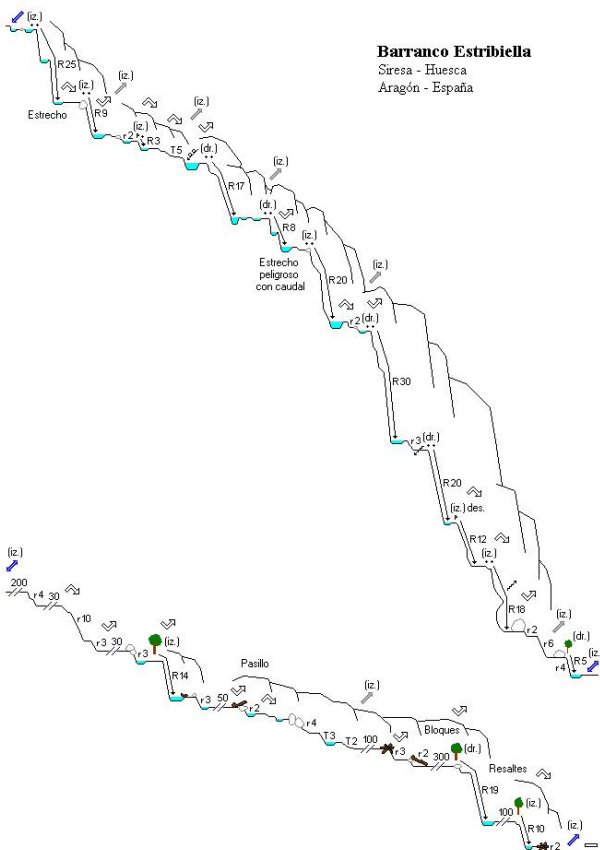 Barranco Estribiella
Siresa - Huesca
Aragón - España
(iz.)
R25
(iz.)
(iz.)
Estrecho
R9
(iz.)
(iz.)
r2
R3
T5
(dr.)
(iz.)
R17
(dr.)
R8
(iz.)
Estrecho
peligroso
con caudal
(iz.)
R20
r2
(dr.)
R30
r3
(dr.)
R20
(iz.) des.
R12
(iz.)
R18
r2
(iz.)
r6
(dr.)
r4
R5
(iz.)
(iz.)
200
r4
30
r10
r3
30
r3
(iz.)
R14
r3
50
Pasillo
r2
r4
(iz.)
T3
T2
100
r3
r2
Bloques
300
(dr.)
Resaltes
R19
100
(iz.)
R10
r2
(iz.)